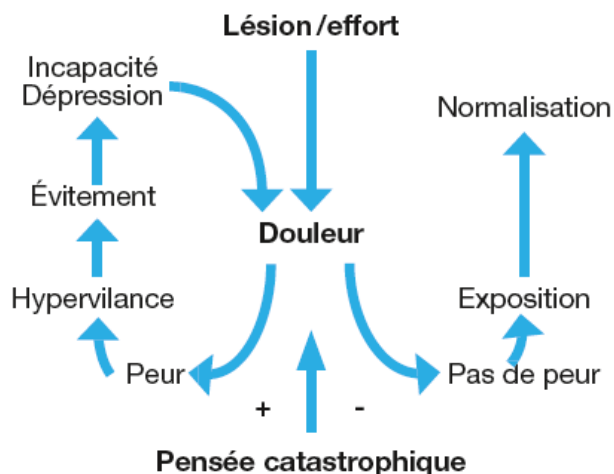 Lésion/effort
Incapacité
Dépression
Normalisation
Évitement
Douleur
Hypervilance
Exposition
Peur
Pas de peur
+ -
Pensée catastrophique